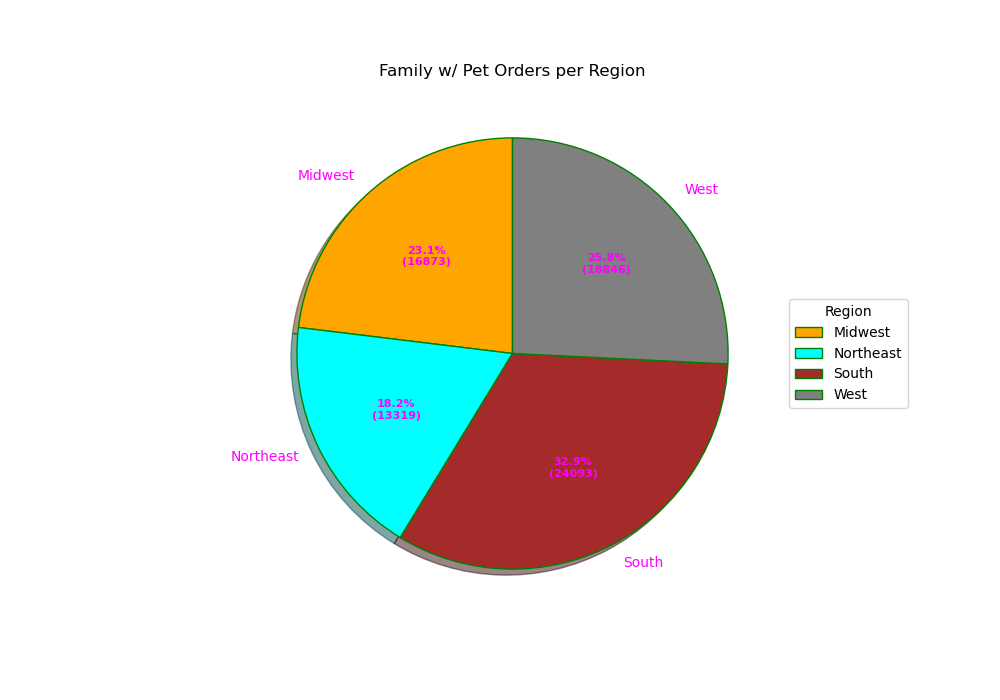 Family w/ Pet Orders per Region
Midwest
West
23.1%
(16873)
25.8%
(18846)
Region
Midwest
Northeast
South
West
18.2%
(13319)
Northeast
32.9%
(24093)
South